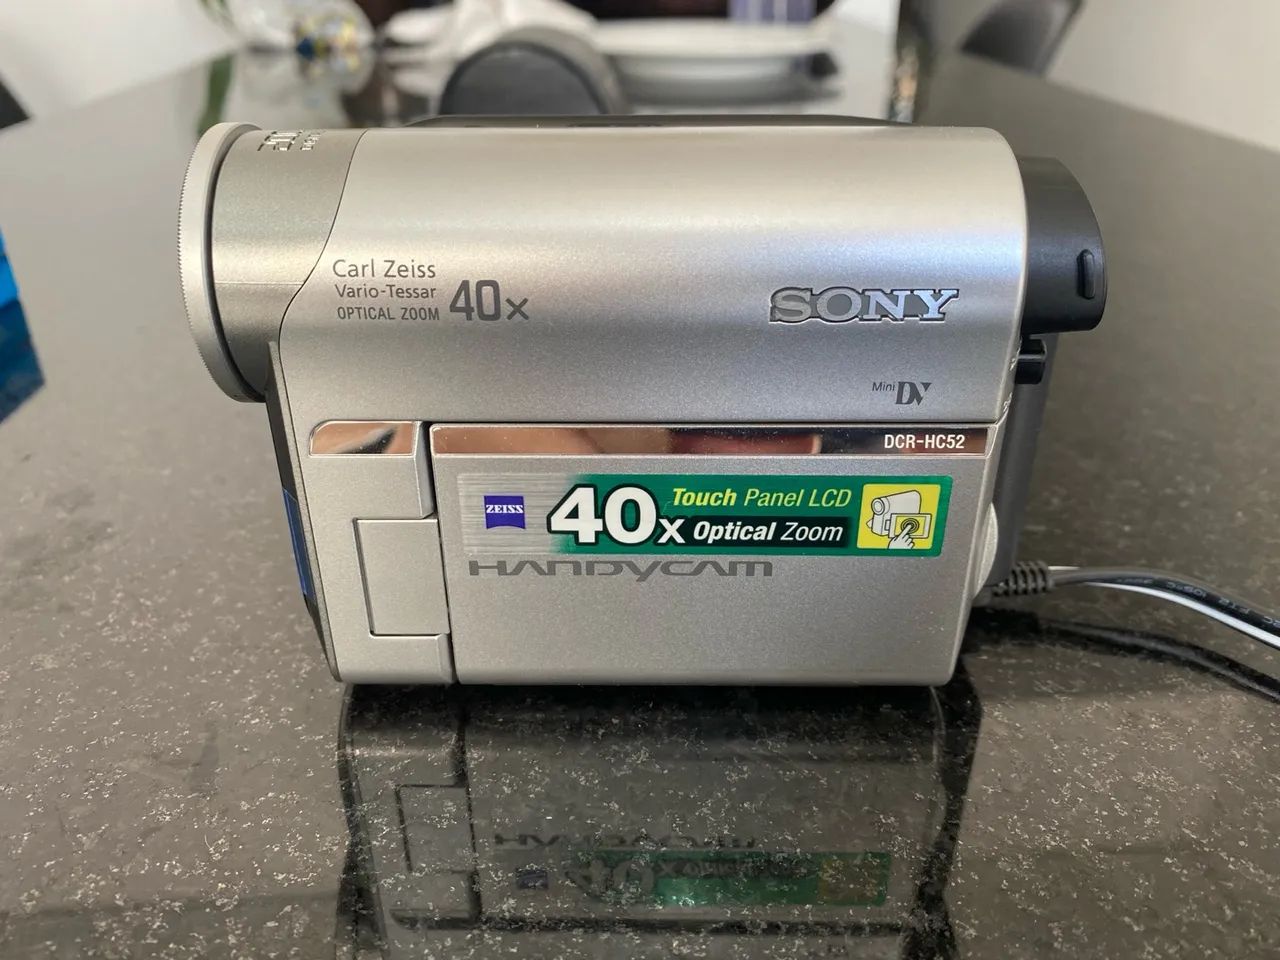 Carl Zeiss
Vario-Tessar
OPTICAL ZOOM 40x
SONY
Mini DV
DCR-HC52
ZEISS
40x
Touch Panel LCD
Optical Zoom
HANDYCAM